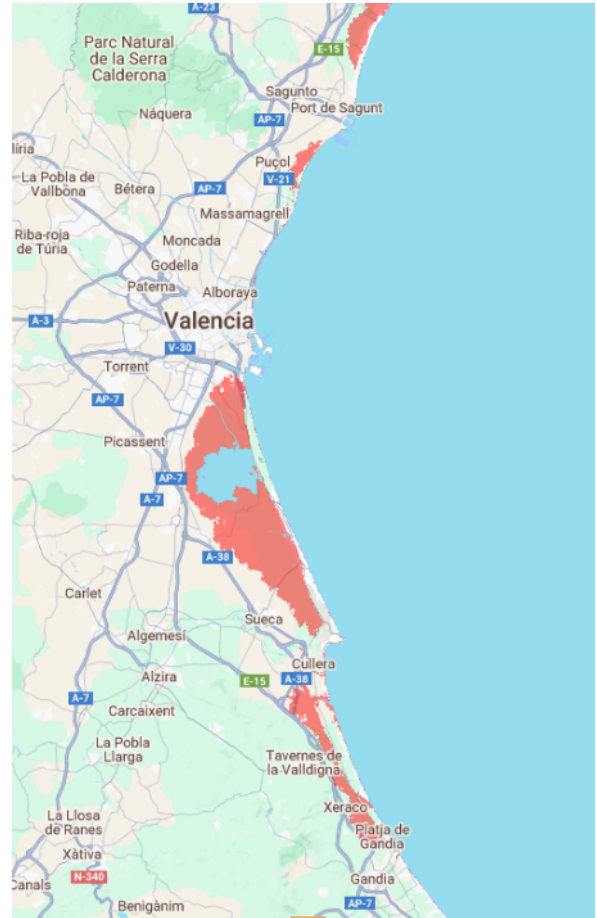 A-23
Parc Natural
de la Serra
Calderona
E-15
Sagunto
Port de Sagunt
Náquera
AP-7
llíria
Puçol
La Pobla de
Vallbona
Bétera
AP-7
V-21
Massamagrell
Riba-roja
de Túria
Moncada
Godella
Paterna
Alboraya
A-3
Valencia
V-30
Torrent
AP-7
Picassent
AP-7
A-7
A-38
Carlet
Sueca
Algemesí
Cullera
Alzira
E-15
A-38
A-7
Carcaixent
La Pobla
Llarga
Tavernes de
la Valldigna
Xeraco
La Llosa
de Ranes
Platja de
Gandia
Xàtiva
Canals
N-340
Gandia
AP-7
Benigànim